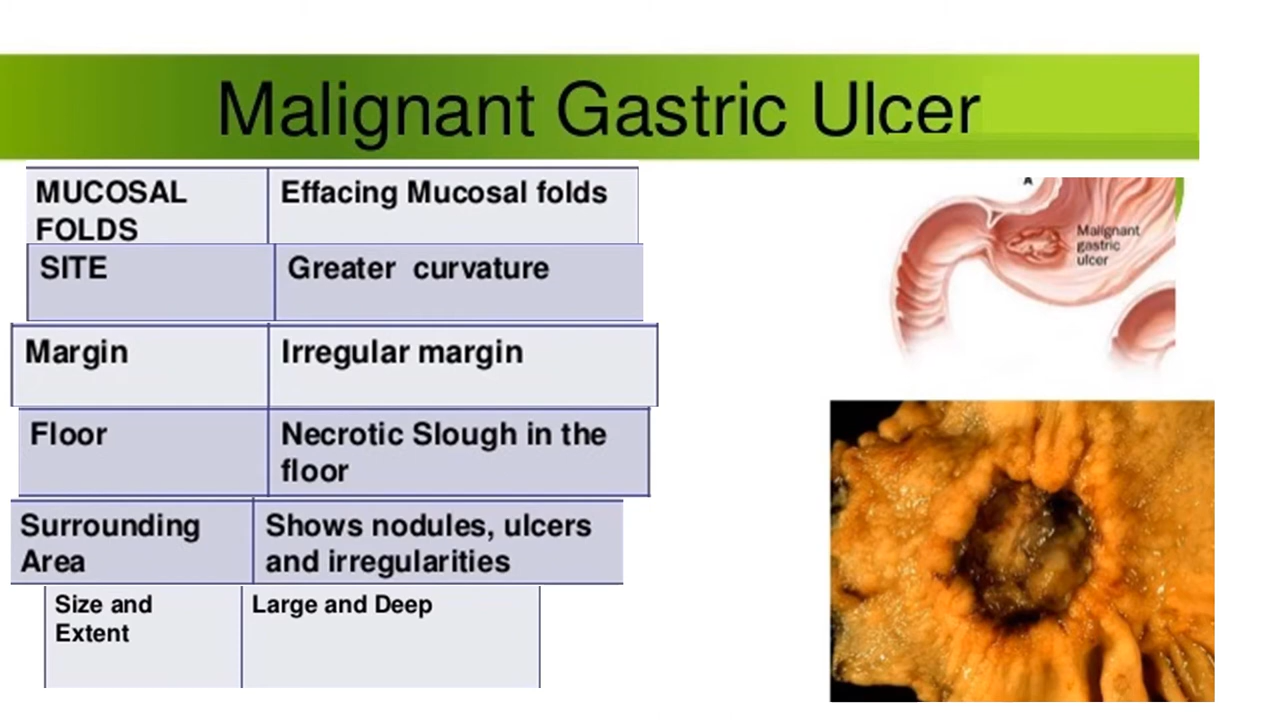 Malignant Gastric Ulcer
MUCOSAL Effacing Mucosal folds
FOLDS
SITE Greater curvature
Margin Irregular margin
Floor Necrotic Slough in the
floor
Surrounding Shows nodules, ulcers
Area and irregularities
Size and Large and Deep
Extent
A
Malignant
gastric
ulcer